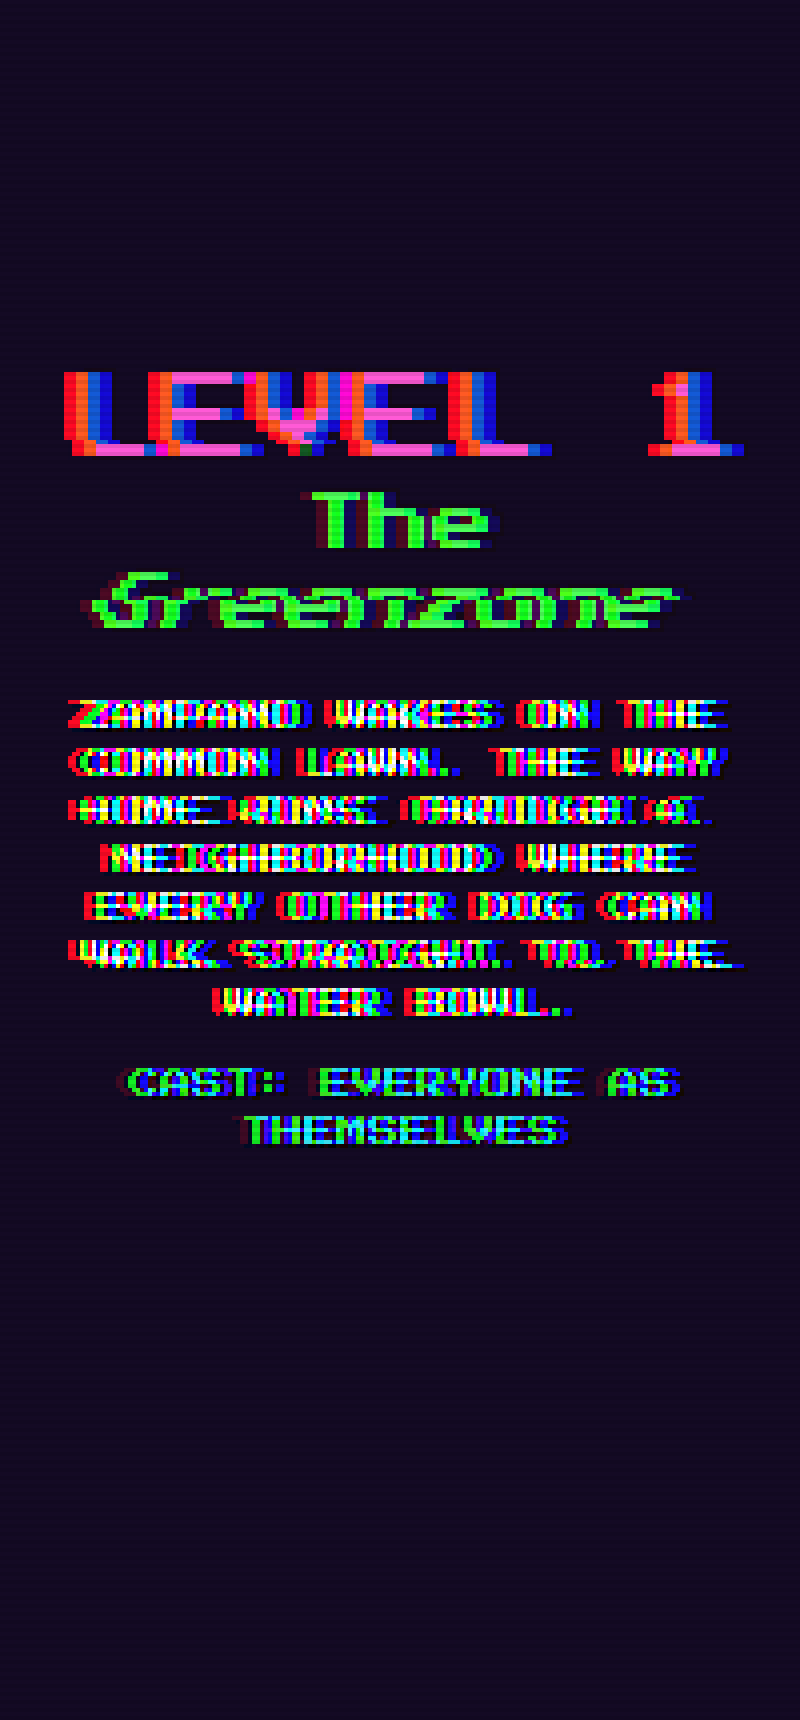 LEVEL 1
The
Greenzone
ZAMPANO WAKES ON THE
COMMON LAWN. THE WAY
HOME RUNS THROUGH A
NEIGHBORHOOD WHERE
EVERY OTHER DOG CAN
WALK STRAIGHT TO THE
WATER BOWL.
CAST: EVERYONE AS
THEMSELVES